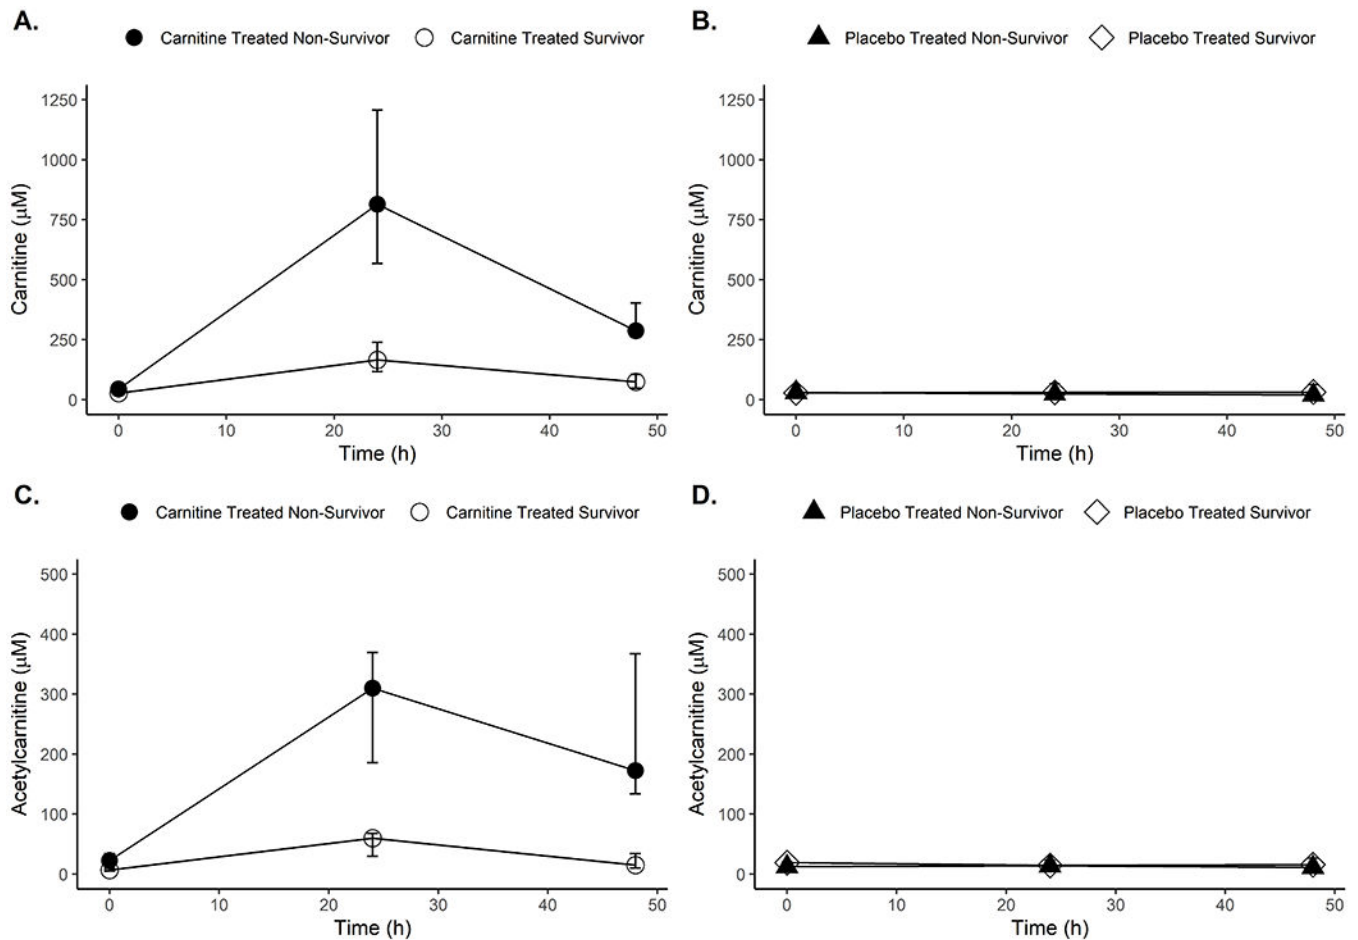 A.
Carnitine Treated Non-Survivor Carnitine Treated Survivor
Carnitine (μM)
1250
1000
750
500
250
0
0 10 20 30 40 50
Time (h)
B.
Placebo Treated Non-Survivor Placebo Treated Survivor
Carnitine (μM)
1250
1000
750
500
250
0
0 10 20 30 40 50
Time (h)
C.
Carnitine Treated Non-Survivor Carnitine Treated Survivor
Acetylcarnitine (μM)
500
400
300
200
100
0
0 10 20 30 40 50
Time (h)
D.
Placebo Treated Non-Survivor Placebo Treated Survivor
Acetylcarnitine (μM)
500
400
300
200
100
0
0 10 20 30 40 50
Time (h)